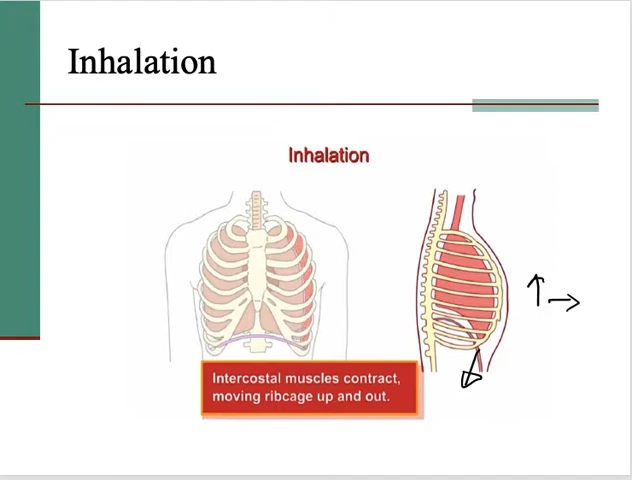 Inhalation
Inhalation
Intercostal muscles contract,
moving ribcage up and out.